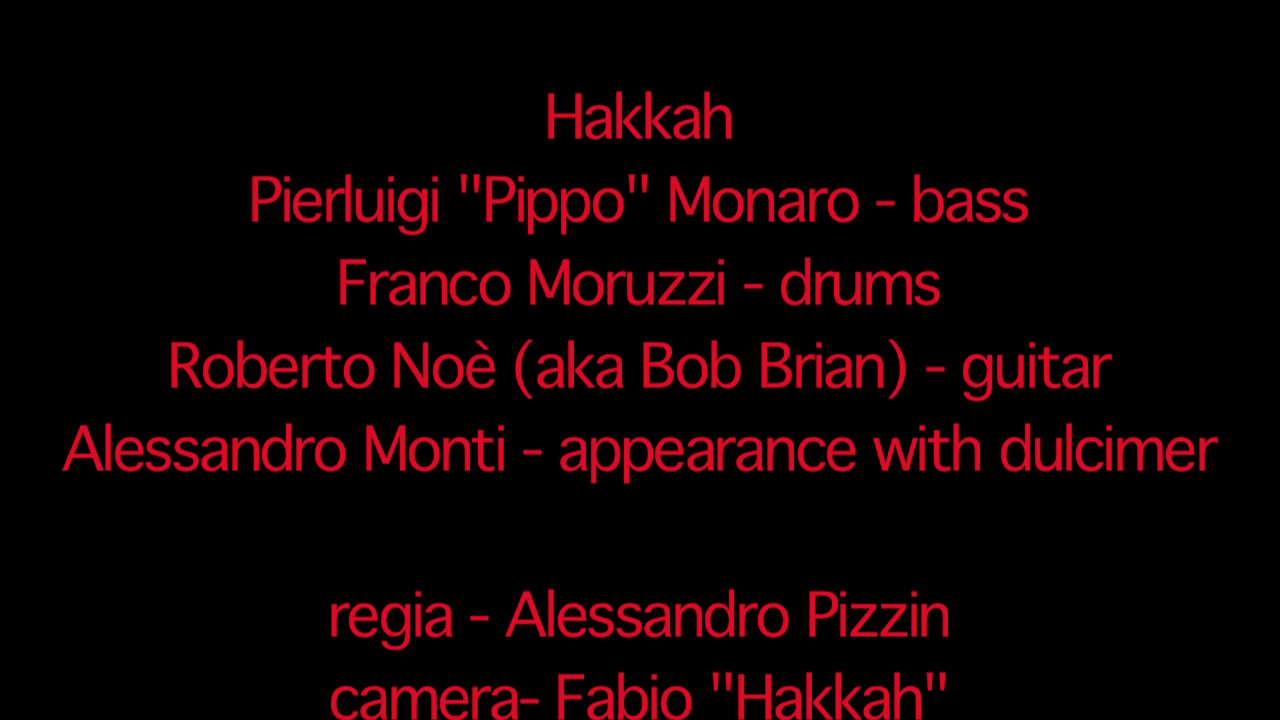 Hakkah
Pierluigi "Pippo" Monaro - bass
Franco Moruzzi - drums
Roberto Noè (aka Bob Brian) - guitar
Alessandro Monti - appearance with dulcimer
regia - Alessandro Pizzin
camera- Fabio "Hakkah"